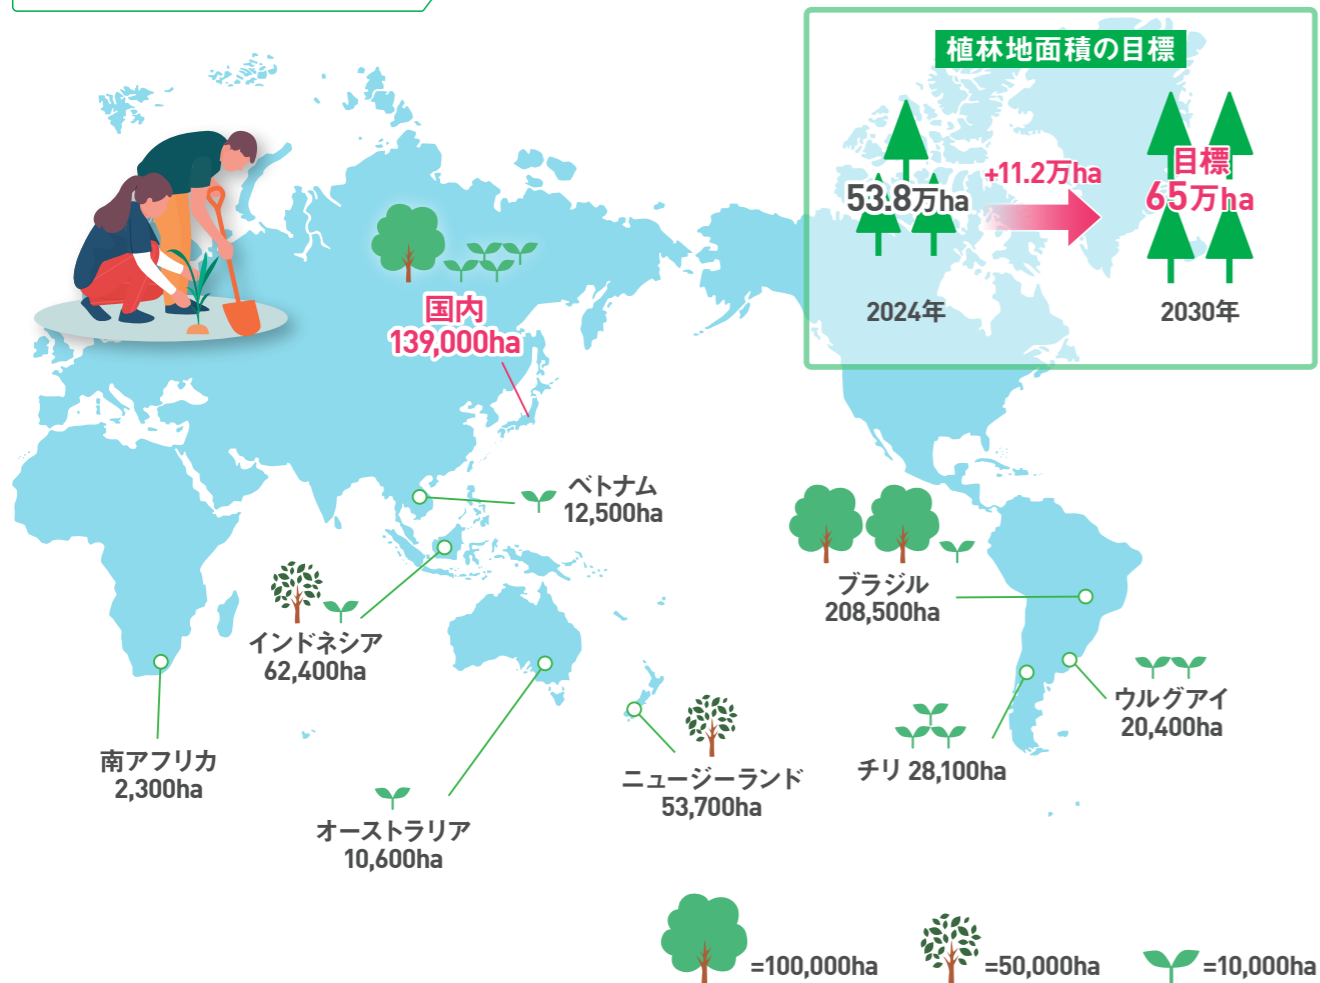 植林地面積の目標
53.8万ha
+11.2万ha
目標
65万ha
2024年
2030年
国内
139,000ha
ベトナム
12,500ha
インドネシア
62,400ha
ブラジル
208,500ha
ウルグアイ
20,400ha
チリ 28,100ha
ニュージーランド
53,700ha
南アフリカ
2,300ha
オーストラリア
10,600ha
=100,000ha
=50,000ha
=10,000ha